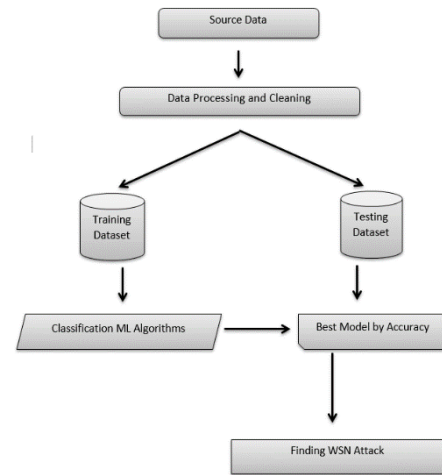 Source Data
Data Processing and Cleaning
Training
Dataset
Testing
Dataset
Classification ML Algorithms
Best Model by Accuracy
Finding WSN Attack